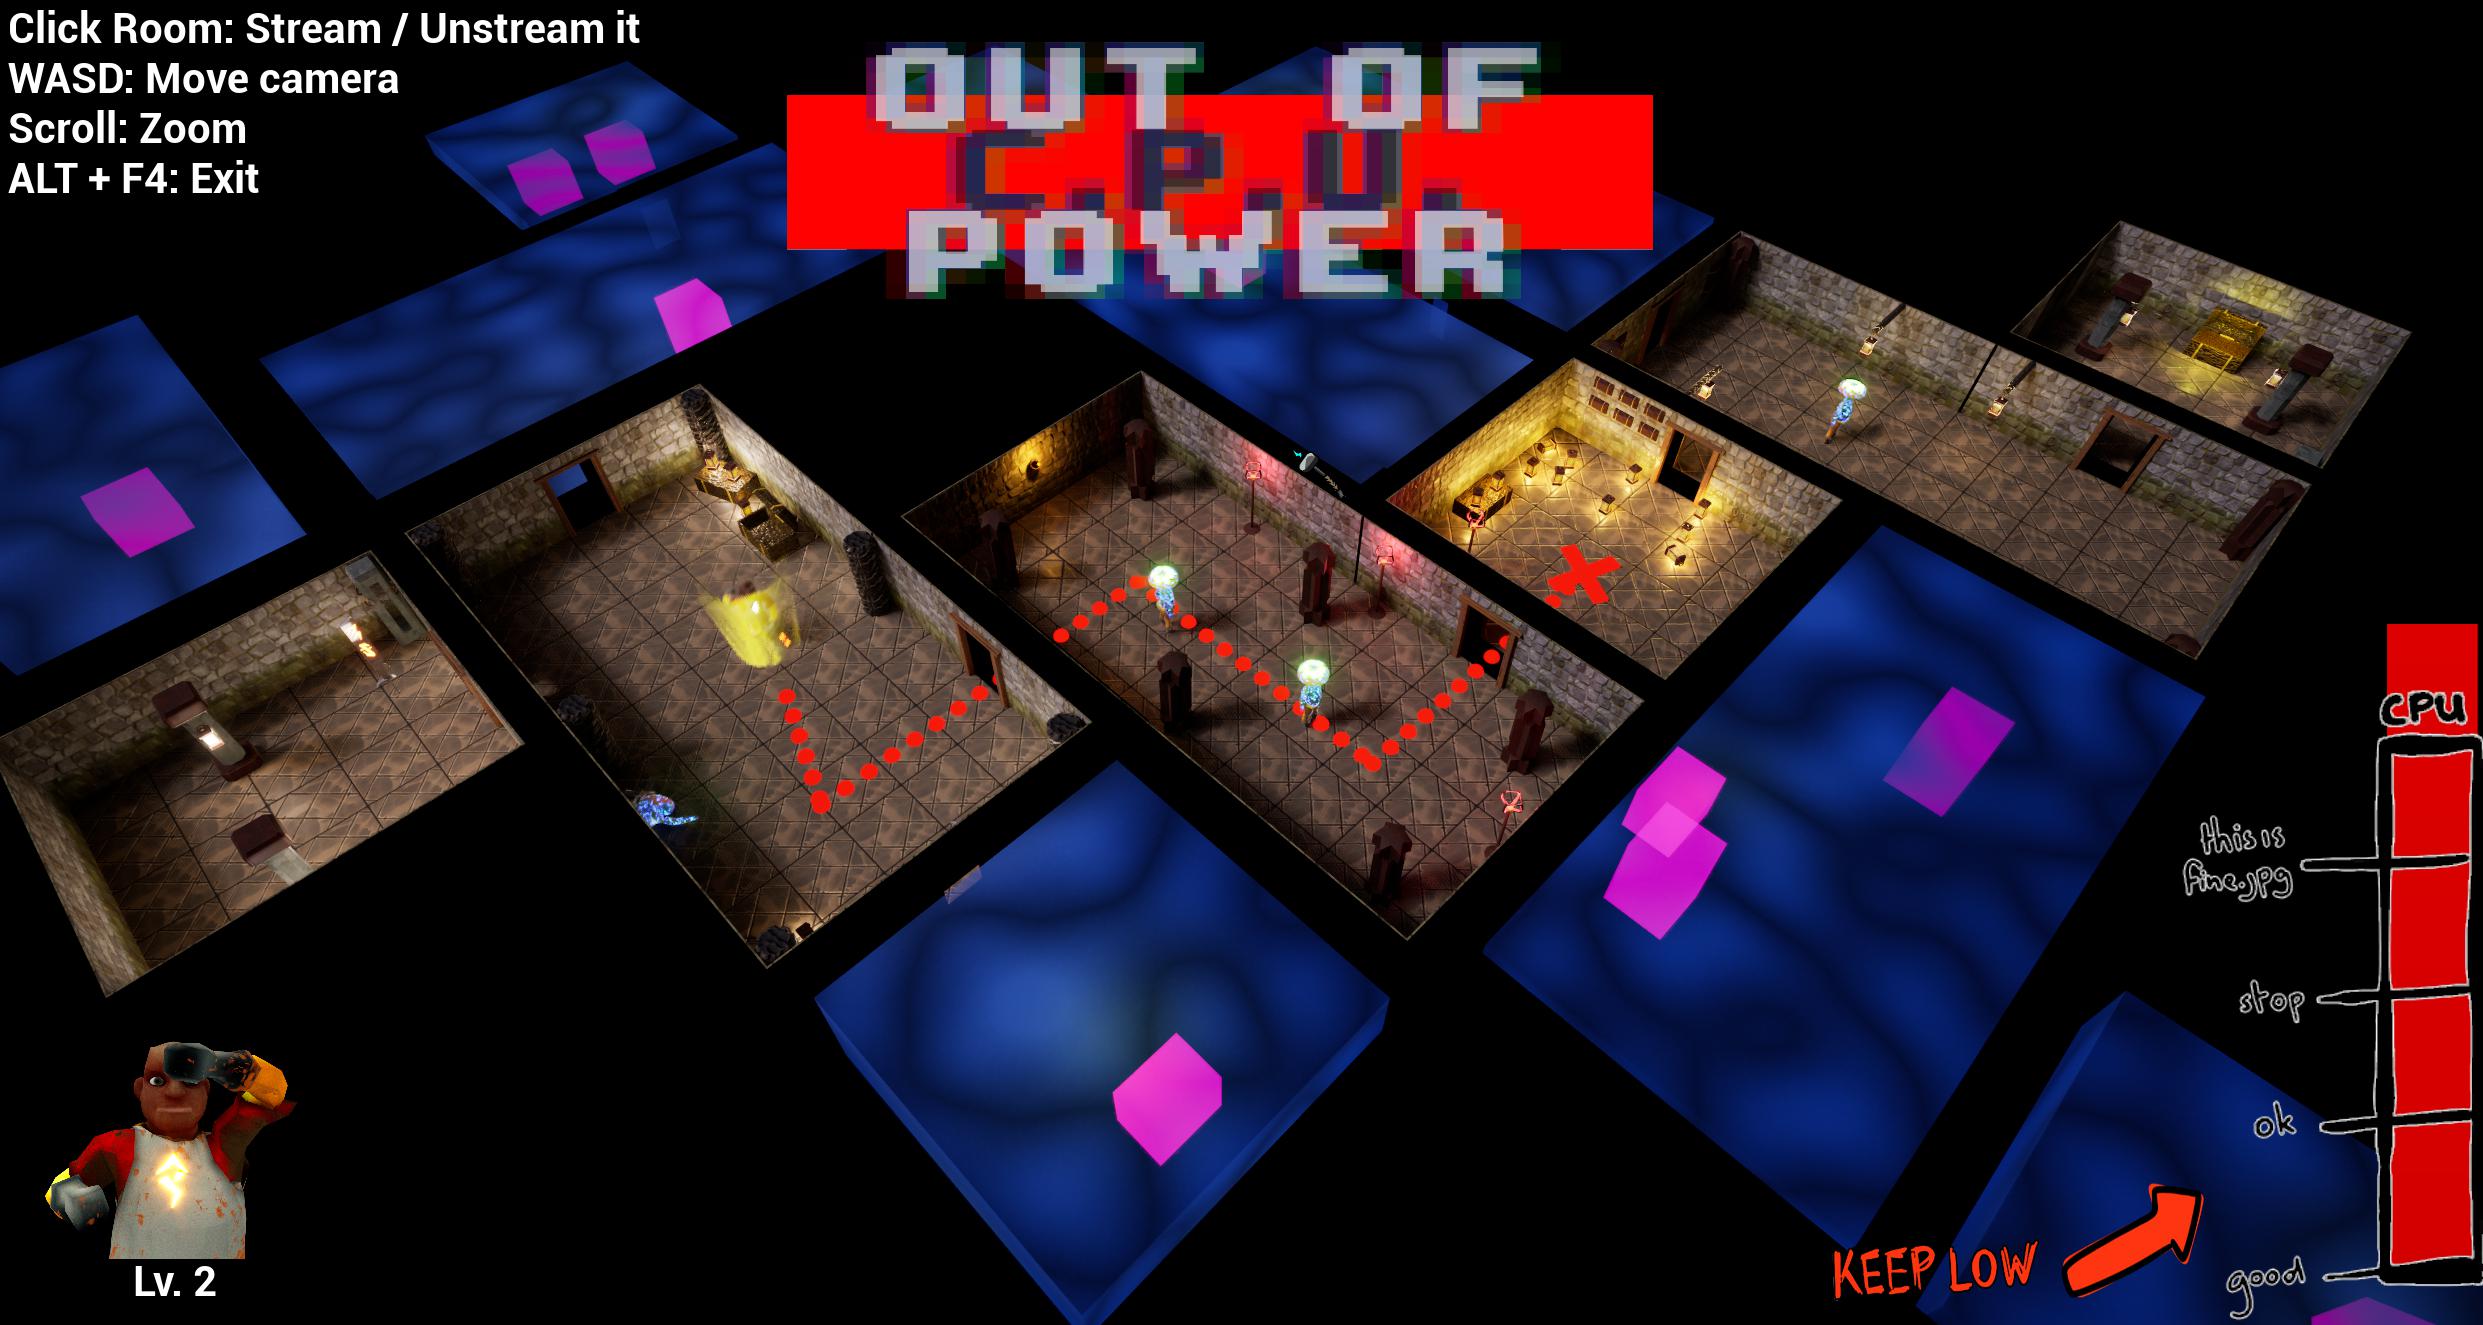 Click Room: Stream / Unstream it
WASD: Move camera
Scroll: Zoom
ALT + F4: Exit
OUT OF
C.P.U.
POWER
CPU
this is
fine.jpg
stop
ok
good
KEEP LOW
Lv. 2